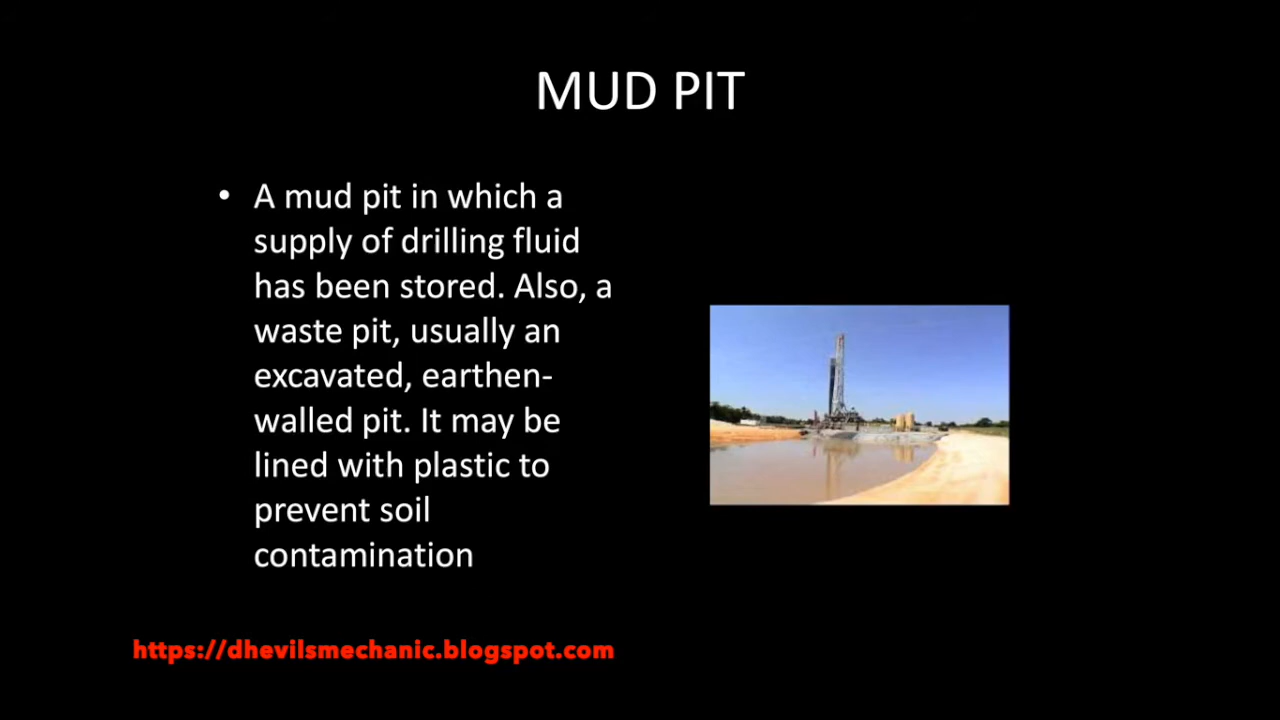 MUD PIT
• A mud pit in which a
supply of drilling fluid
has been stored. Also, a
waste pit, usually an
excavated, earthen-
walled pit. It may be
lined with plastic to
prevent soil
contamination
https://dhevilsmechanic.blogspot.com